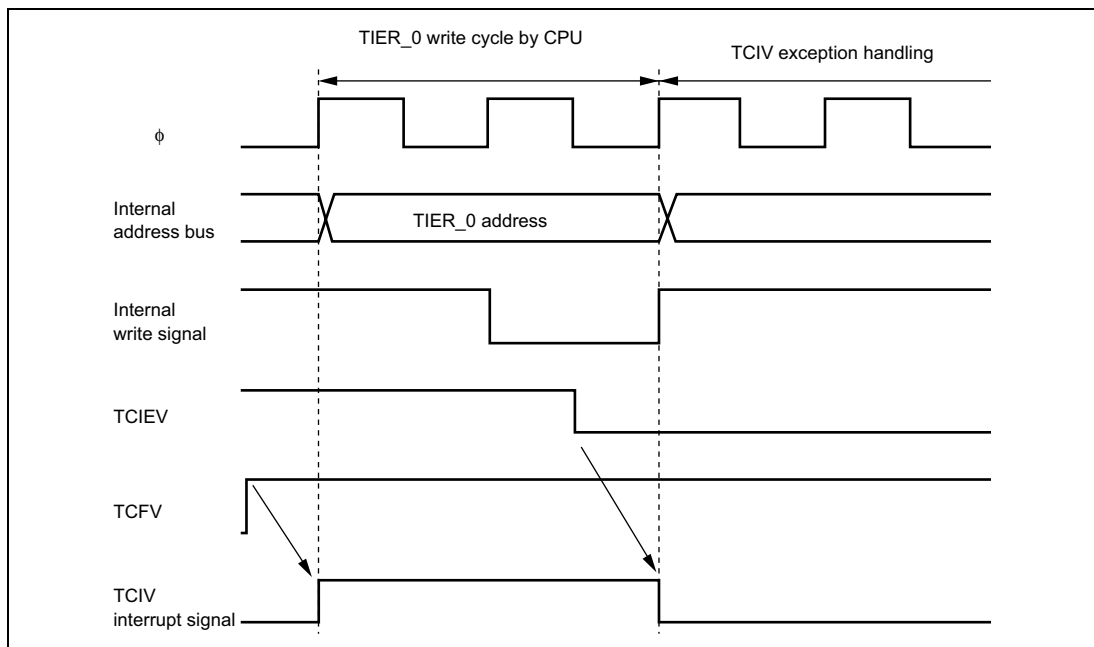 TIER_0 write cycle by CPU
TCIV exception handling
ϕ
Internal
address bus
TIER_0 address
Internal
write signal
TCIEV
TCFV
TCIV
interrupt signal